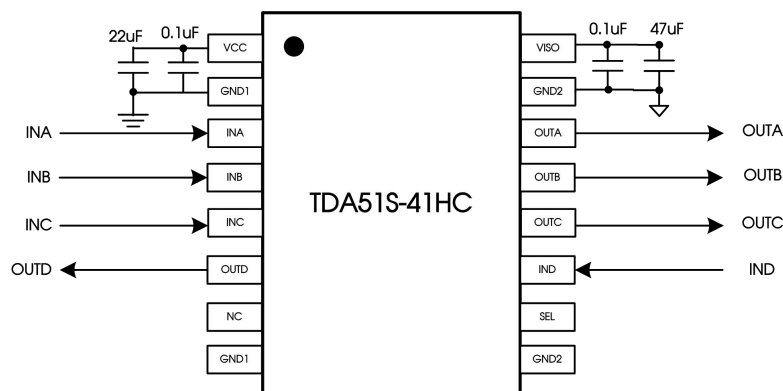 22uF 0.1uF VCC VISO 0.1uF 47uF
GND1 GND2
INA INA OUTA OUTA
INB INB OUTB OUTB
TDA51S-41HC
INC INC OUTC OUTC
OUTD OUTD IND IND
NC SEL
GND1 GND2